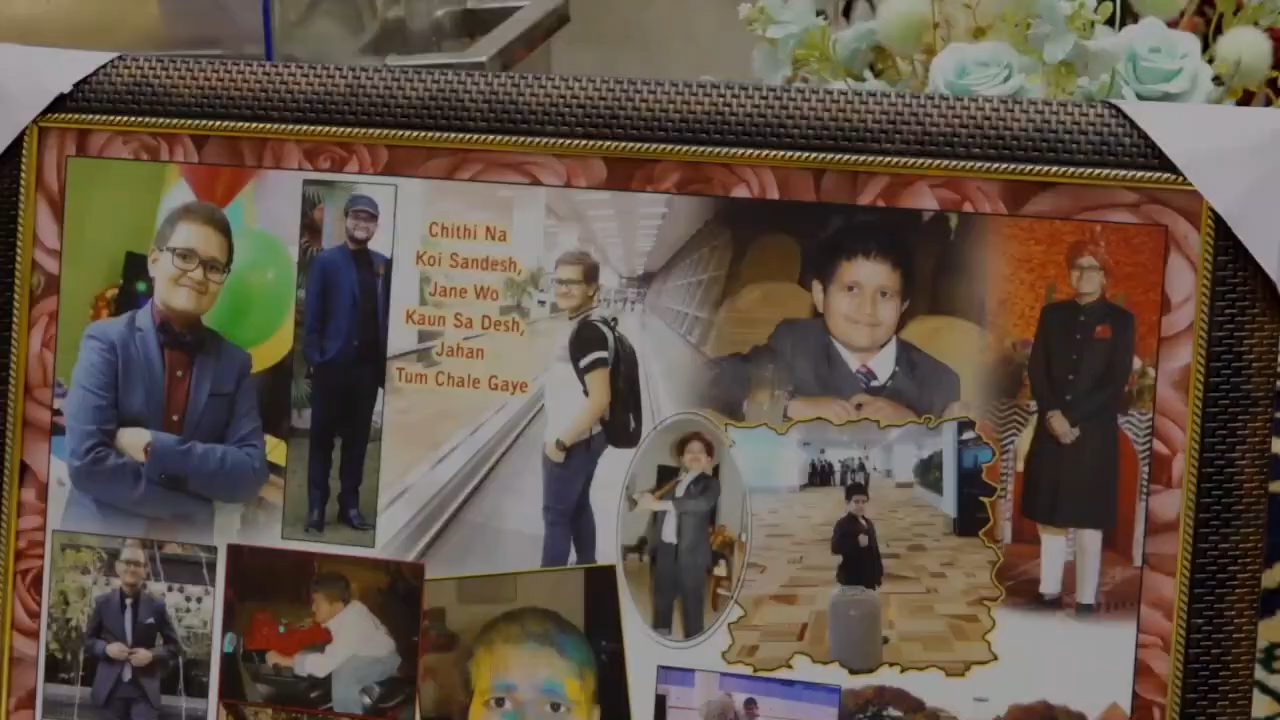 Chithi Na
Koi Sandesh,
Jane Wo
Kaun Sa Desh,
Jahan
Tum Chale Gaye